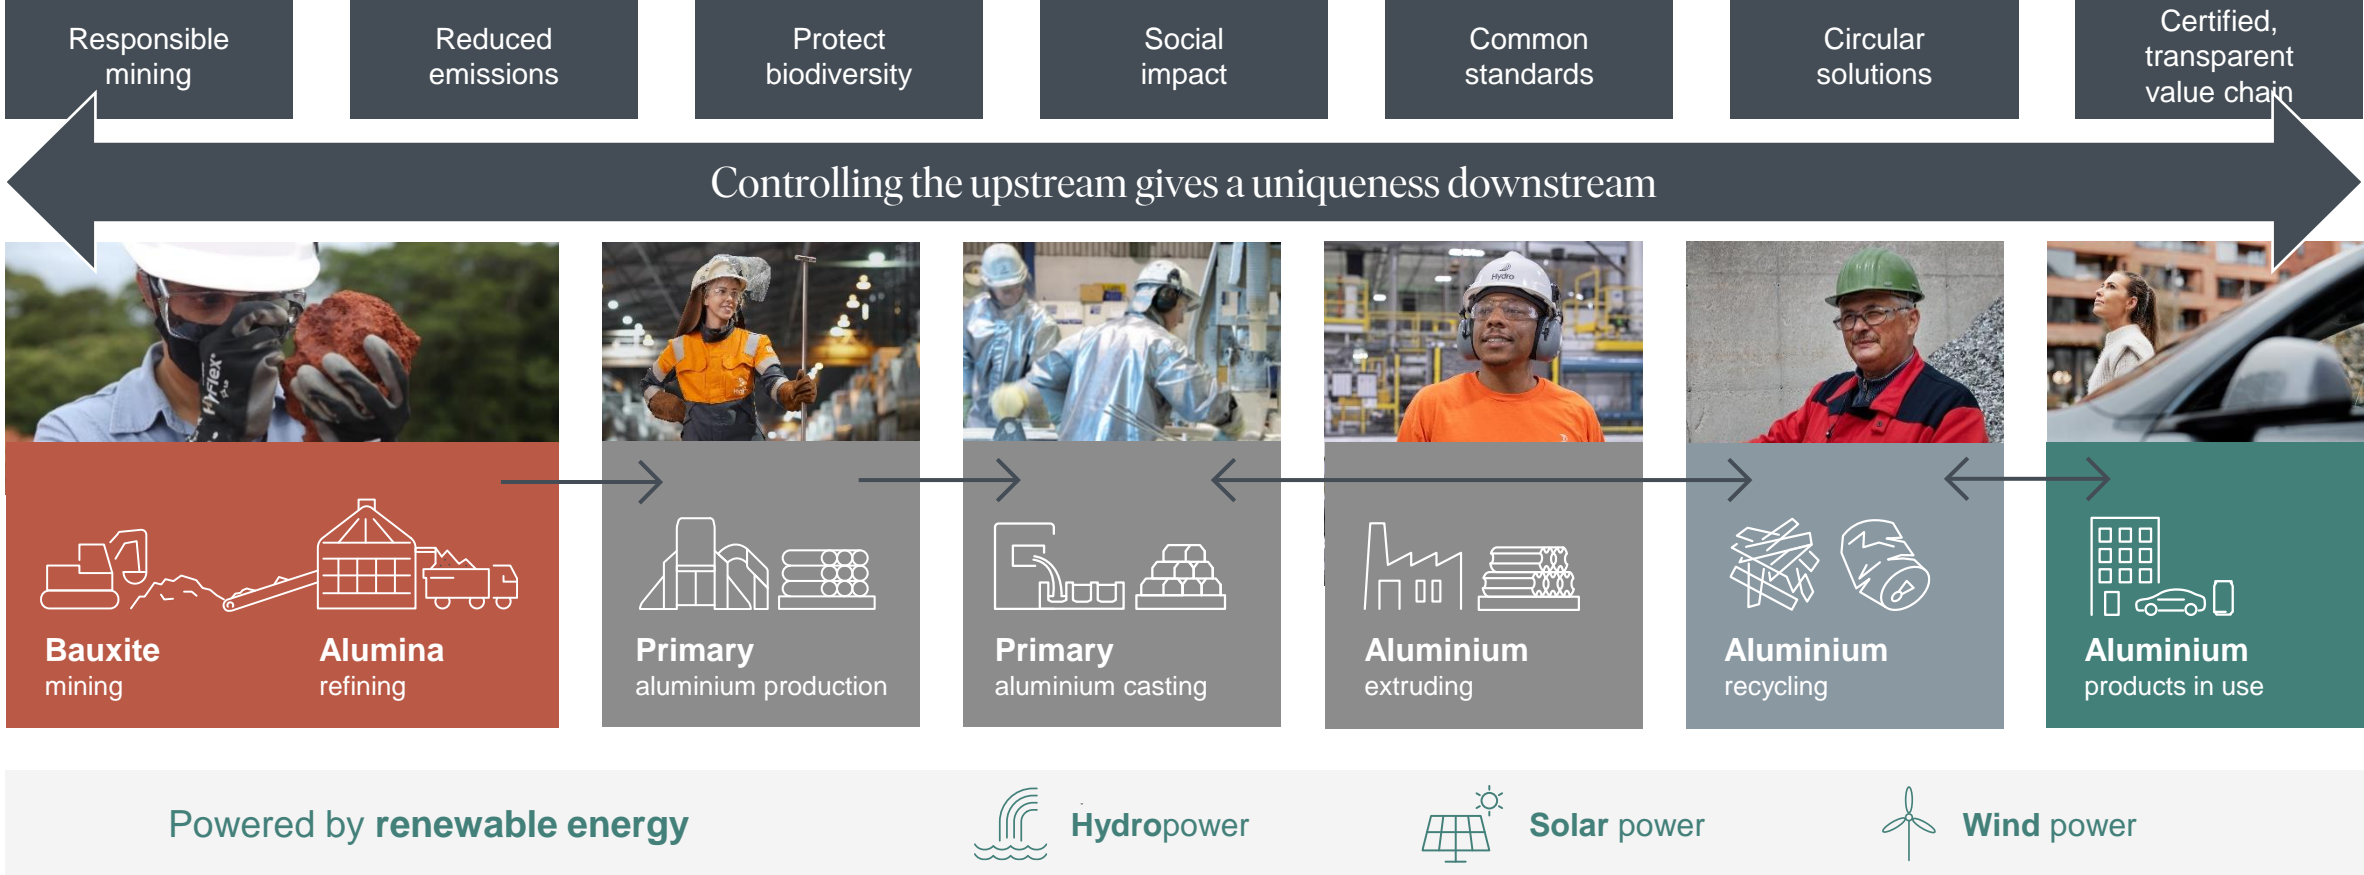 Responsible
mining
Reduced
emissions
Protect
biodiversity
Social
impact
Common
standards
Circular
solutions
Certified,
transparent
value chain
Controlling the upstream gives a uniqueness downstream
HyFlex
Hydro
Bauxite
mining
Alumina
refining
Primary
aluminium production
Primary
aluminium casting
Aluminium
extruding
Aluminium
recycling
Aluminium
products in use
Powered by renewable energy
Hydropower
Solar power
Wind power